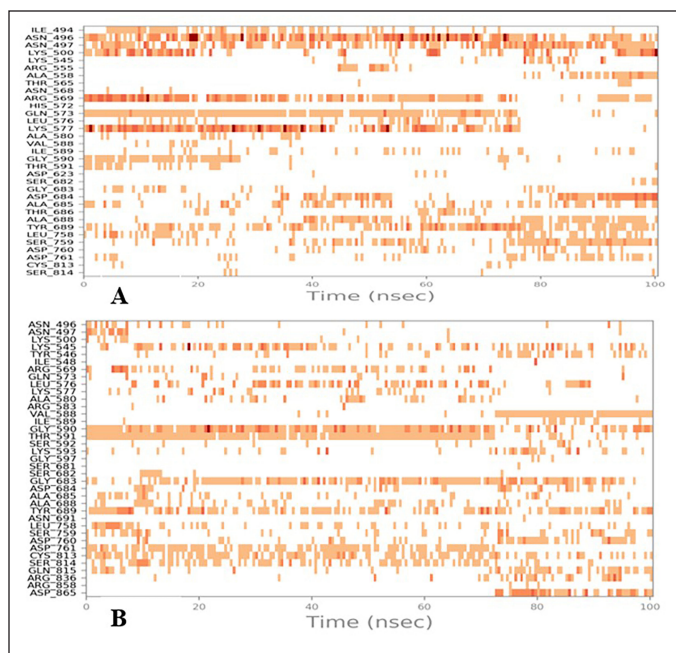 ILE_494
ASN_496
ASN_497
LYS_500
LYS_545
ARG_555
ALA_558
THR_565
ASN_568
ARG_569
HIS_572
GLN_573
LEU_576
LYS_577
ALA_580
VAL_588
ILE_589
GLY_590
THR_591
ASP_623
SER_682
GLY_683
ASP_684
ALA_685
THR_686
ALA_688
TYR_689
LEU_758
SER_759
ASP_760
ASP_761
CYS_813
SER_814
0 20 40 60 80 100
A
Time (nsec)
ASN_496
ASN_497
LYS_500
LYS_545
TYR_546
ILE_548
ARG_569
GLN_573
LEU_576
LYS_577
ALA_580
ARG_583
VAL_588
ILE_589
GLY_590
THR_591
SER_592
LYS_593
GLY_597
SER_681
SER_682
GLY_683
ASP_684
ALA_685
ALA_688
TYR_689
ASN_691
LEU_758
SER_759
ASP_760
ASP_761
CYS_813
SER_814
GLN_815
ARG_836
ARG_858
ASP_865
0 20 40 60 80 100
B
Time (nsec)